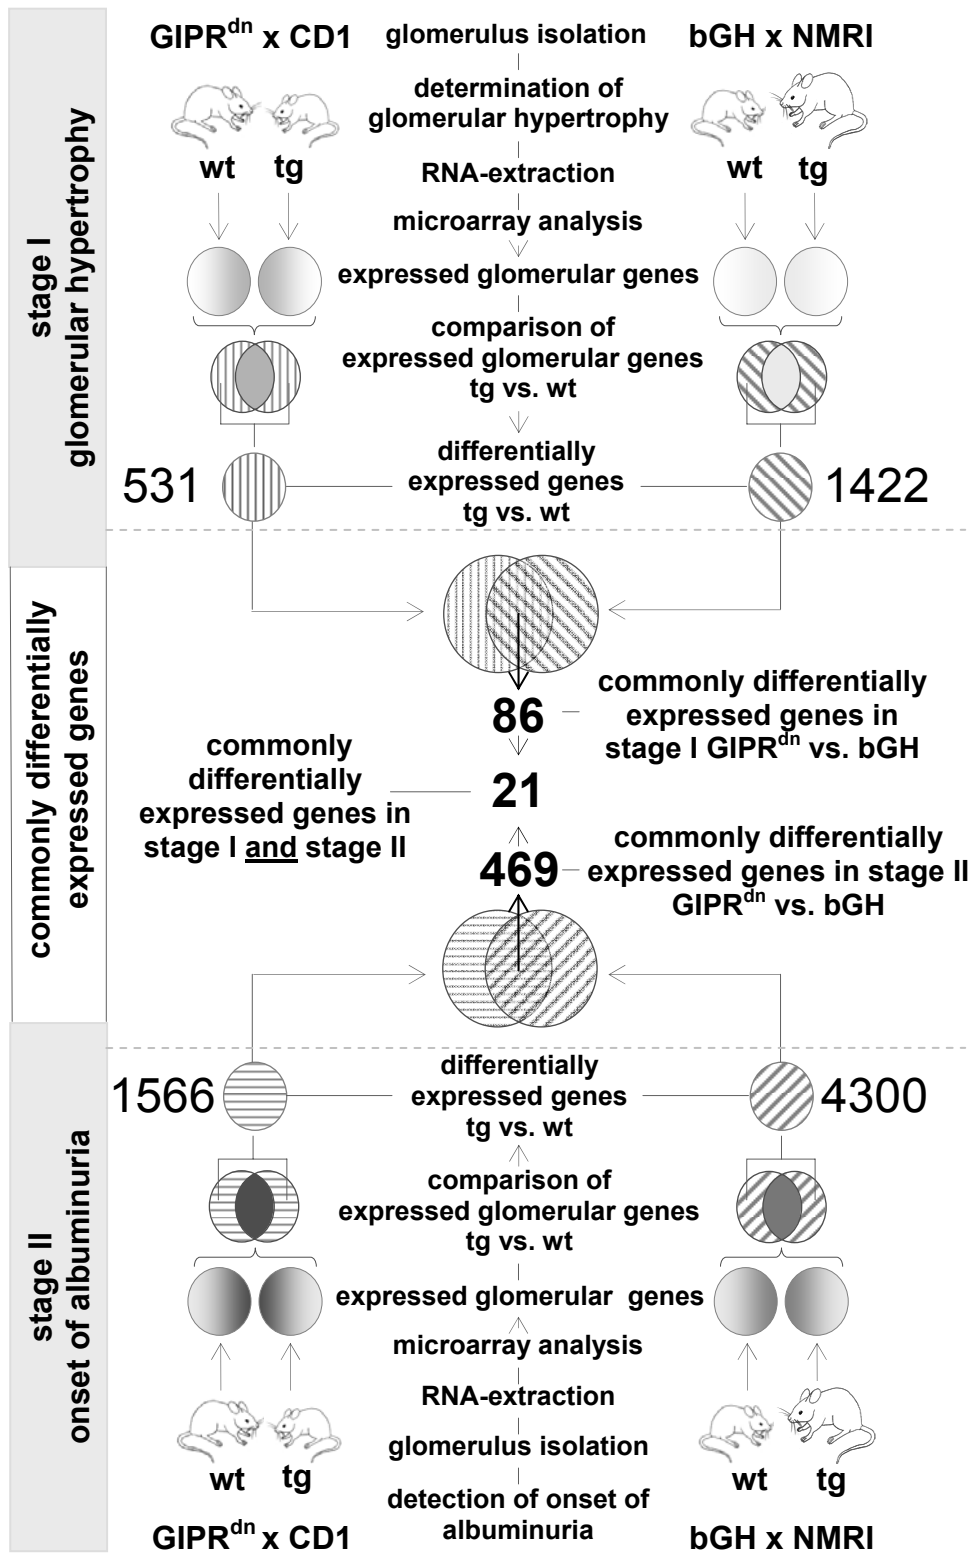 GIPRdn x CD1
glomerulus isolation
bGH x NMRI
determination of
glomerular hypertrophy
wt
tg
RNA-extraction
wt
tg
microarray analysis
expressed glomerular genes
comparison of
expressed glomerular genes
tg vs. wt
differentially
expressed genes
tg vs. wt
531
1422
stage I
glomerular hypertrophy
commonly differentially
expressed genes
86
commonly differentially
expressed genes in
stage I GIPRdn vs. bGH
commonly
differentially
expressed genes in
stage I and stage II
21
469
commonly differentially
expressed genes in stage II
GIPRdn vs. bGH
stage II
onset of albuminuria
1566
differentially
expressed genes
tg vs. wt
4300
comparison of
expressed glomerular genes
tg vs. wt
expressed glomerular genes
microarray analysis
RNA-extraction
glomerulus isolation
wt
tg
wt
tg
detection of onset of
albuminuria
GIPRdn x CD1
bGH x NMRI